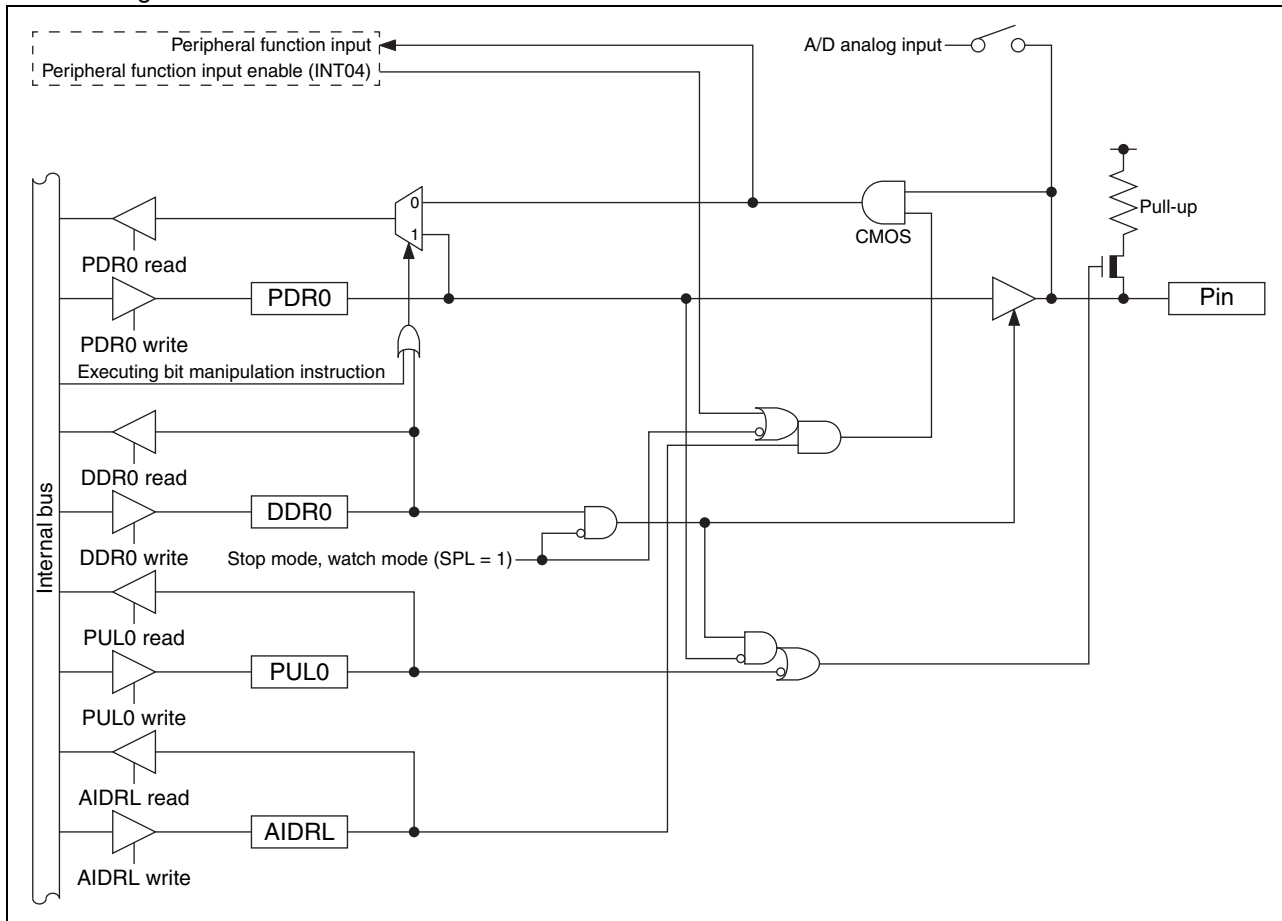 Peripheral function input
A/D analog input
Peripheral function input enable (INT04)
0
Pull-up
1
CMOS
PDR0 read
PDR0
Pin
PDR0 write
Executing bit manipulation instruction
DDR0 read
DDR0
DDR0 write
Stop mode, watch mode (SPL = 1)
Internal bus
PUL0 read
PUL0
PUL0 write
AIDRL read
AIDRL
AIDRL write